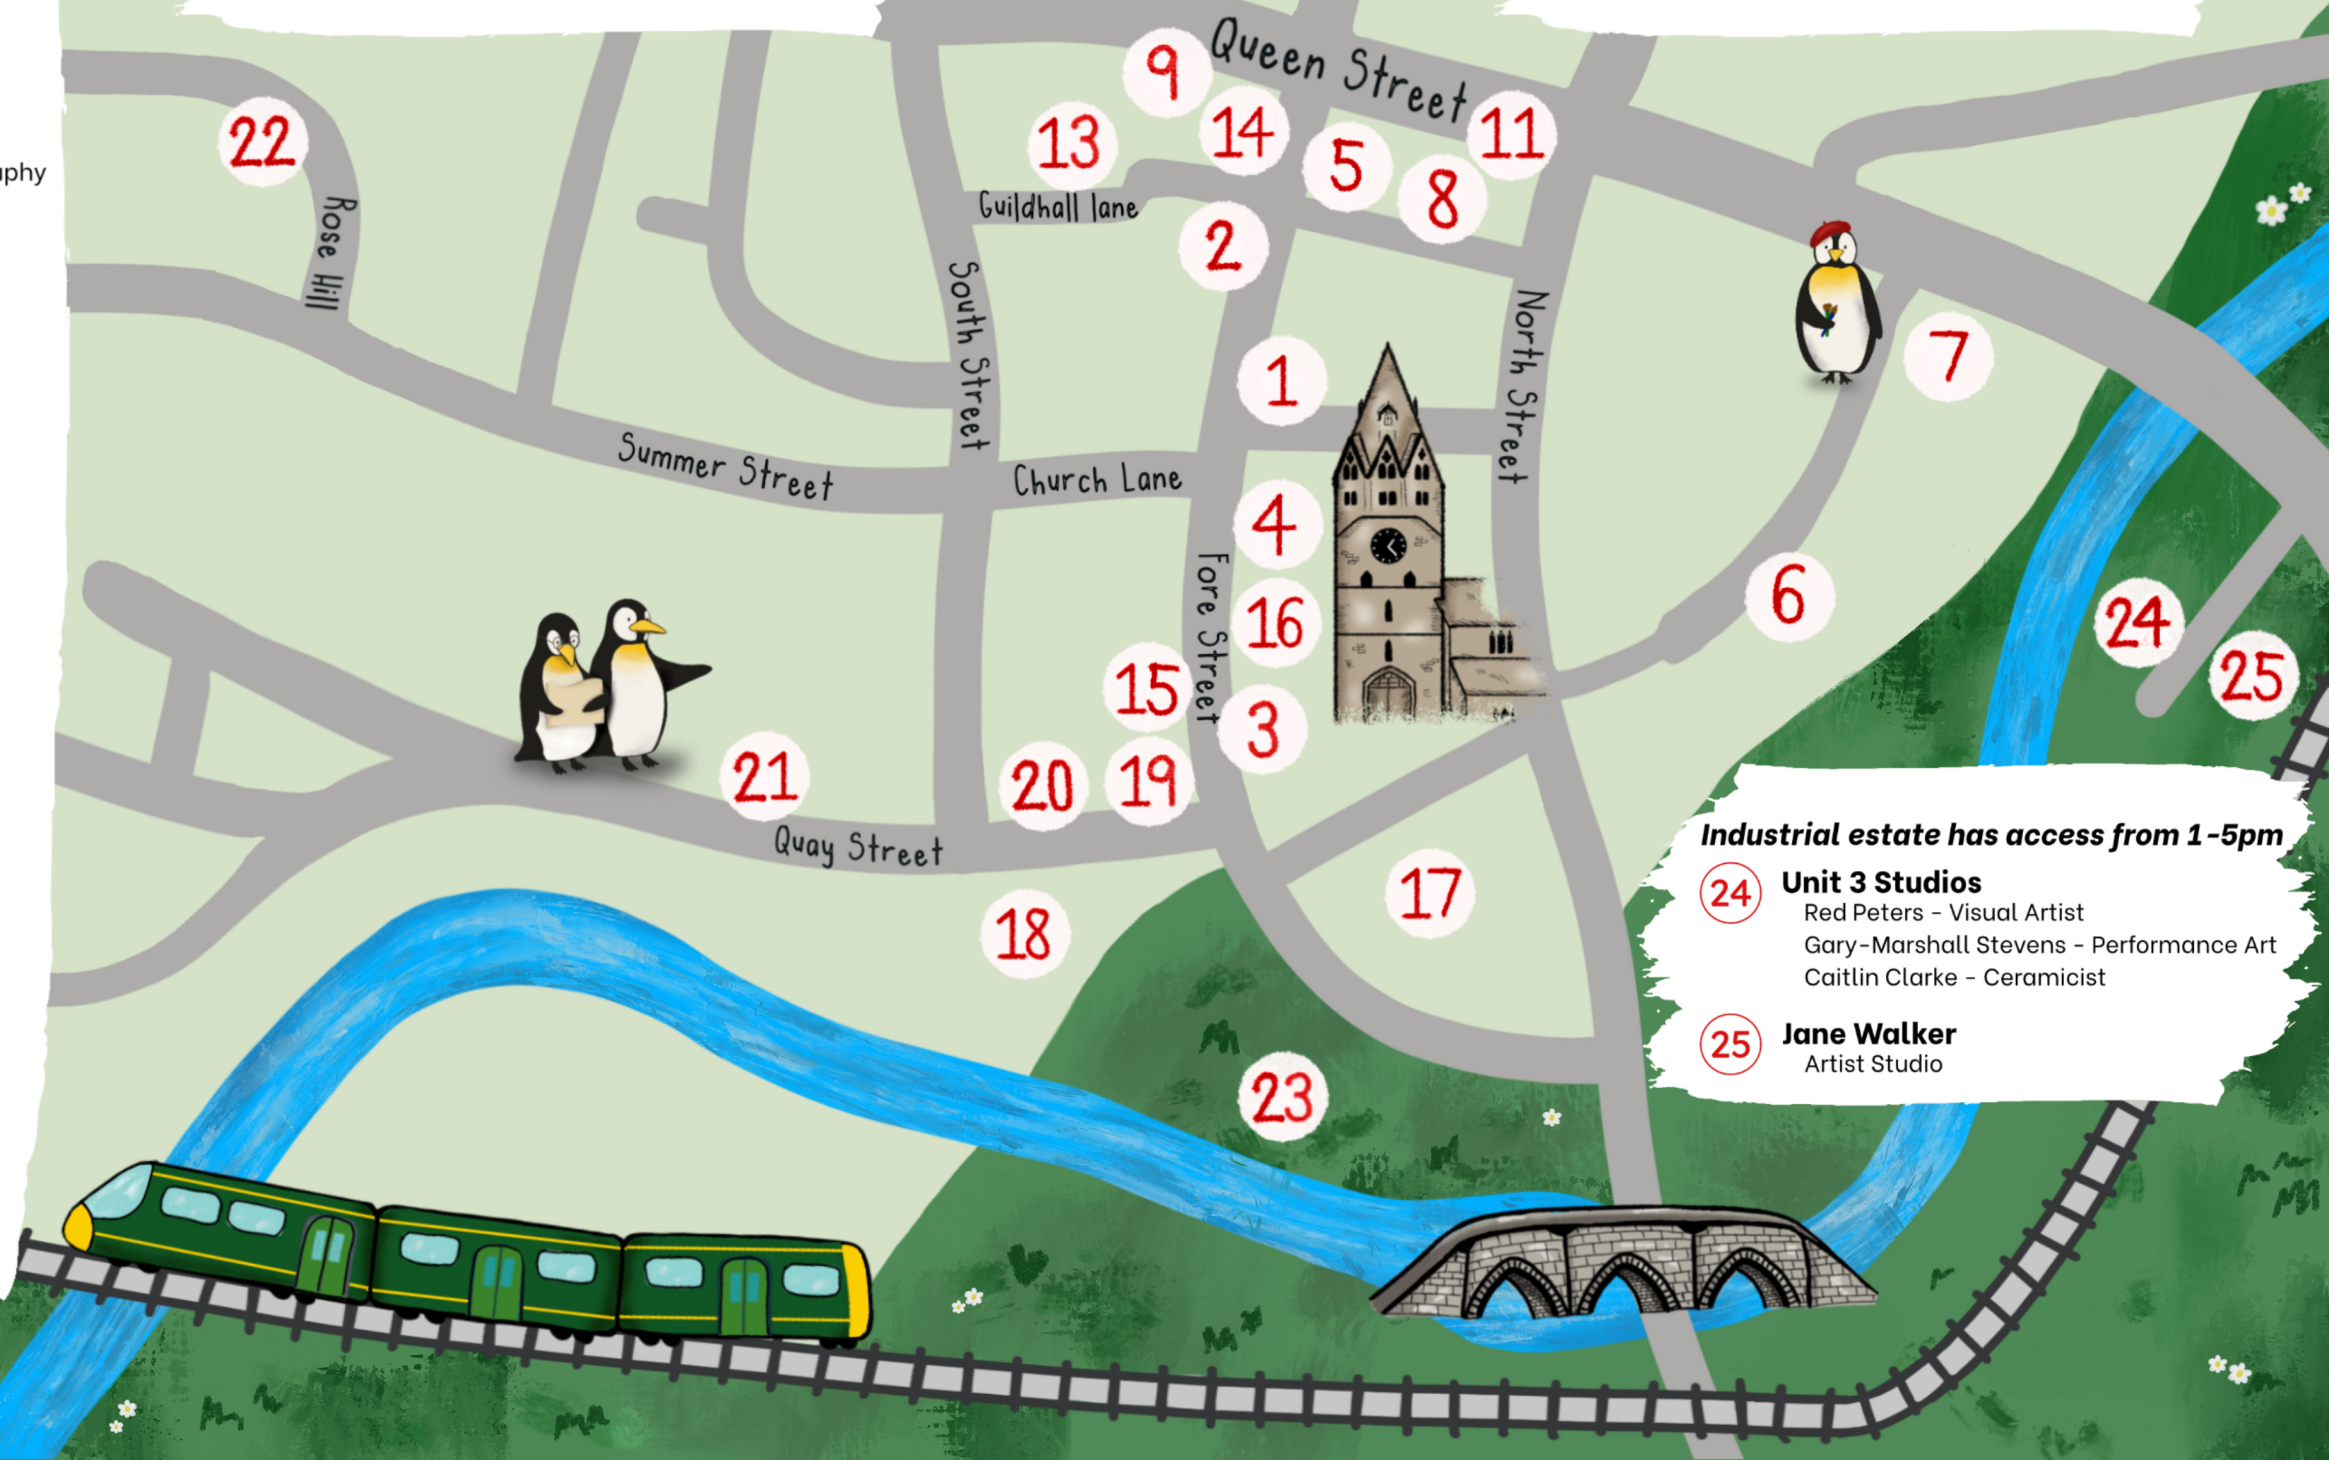 Queen Street
9
14
13
11
5
8
22
aphy
Guildhall lane
2
Rose Hill
South Street
North Street
7
1
Summer Street
Church Lane
4
Fore Street
6
16
24
25
15
3
21
20
19
Quay Street
17
18
23
Industrial estate has access from 1-5pm
24 Unit 3 Studios
Red Peters - Visual Artist
Gary-Marshall Stevens - Performance Art
Caitlin Clarke - Ceramicist
25 Jane Walker
Artist Studio